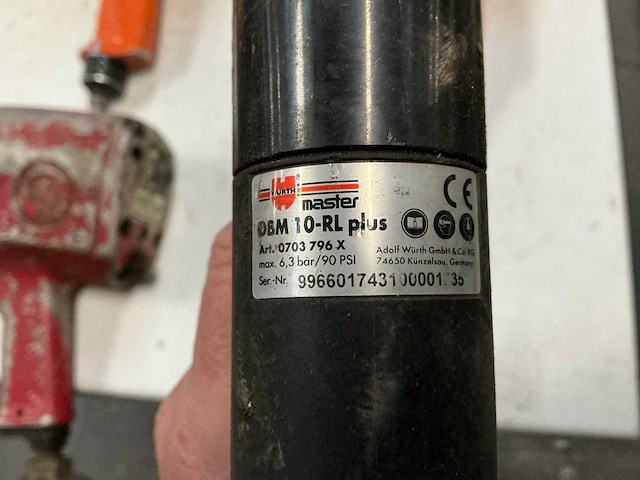 WÜRTH
master
DBM 10-RL plus
Art. 0703 796 X
max. 6,3 bar/90 PSI
Ser.-Nr.
CE
Adolf Würth GmbH & Co. KG
74650 Künzelsau, Germany